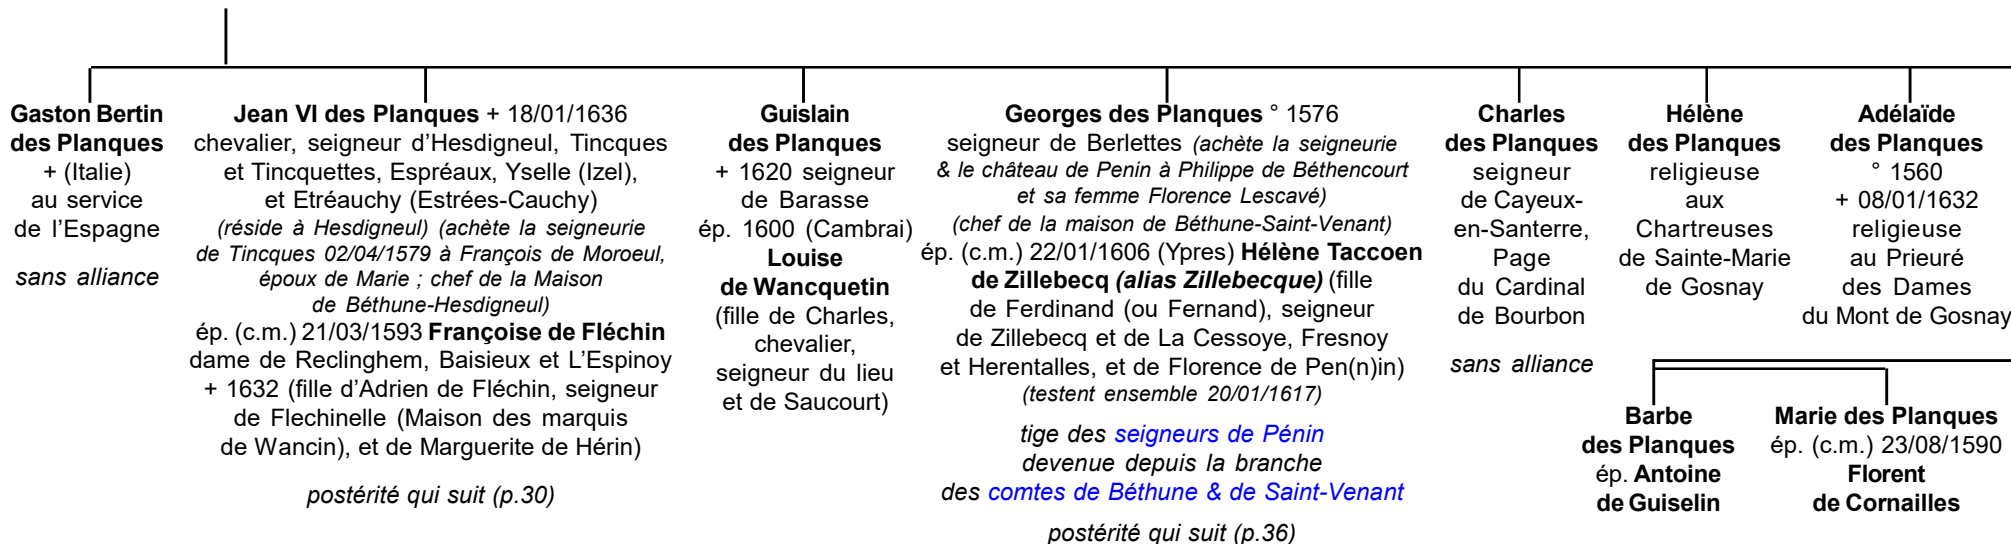 Gaston Bertin
des Planques
+ (Italie)
au service
de l'Espagne
sans alliance
Jean VI des Planques + 18/01/1636
chevalier, seigneur d'Hesdigneul, Tincques
et Tincquettes, Espréaux, Yselle (Izel),
et Etréauchy (Estrées-Cauchy)
(réside à Hesdigneul) (achète la seigneurie
de Tincques 02/04/1579 à François de Moroeul,
époux de Marie ; chef de la Maison
de Béthune-Hesdigneul)
ép. (c.m.) 21/03/1593 Françoise de Fléchin
dame de Reclinghem, Baisieux et L'Espinoy
+ 1632 (fille d'Adrien de Fléchin, seigneur
de Flechinelle (Maison des marquis
de Wancin), et de Marguerite de Hérin)
postérité qui suit (p.30)
Guislain
des Planques
+ 1620 seigneur
de Barasse
ép. 1600 (Cambrai)
Louise
de Wancquetin
(fille de Charles,
chevalier,
seigneur du lieu
et de Saucourt)
Georges des Planques ° 1576
seigneur de Berlettes (achète la seigneurie
& le château de Penin à Philippe de Béthencourt
et sa femme Florence Lescavé)
(chef de la maison de Béthune-Saint-Venant)
ép. (c.m.) 22/01/1606 (Ypres) Hélène Taccoen
de Zillebecq (alias Zillebecque) (fille
de Ferdinand (ou Fernand), seigneur
de Zillebecq et de La Cessoye, Fresnoy
et Herentalles, et de Florence de Pen(n)in)
(testent ensemble 20/01/1617)
tige des seigneurs de Pénin
devenue depuis la branche
des comtes de Béthune & de Saint-Venant
postérité qui suit (p.36)
Charles
des Planques
seigneur
de Cayeux-
en-Santerre,
Page
du Cardinal
de Bourbon
sans alliance
Hélène
des Planques
religieuse
aux
Chartreuses
de Sainte-Marie
de Gosnay
Adélaïde
des Planques
° 1560
+ 08/01/1632
religieuse
au Prieuré
des Dames
du Mont de Gosnay
Barbe
des Planques
ép. Antoine
de Guiselin
Marie des Planques
ép. (c.m.) 23/08/1590
Florent
de Cornailles